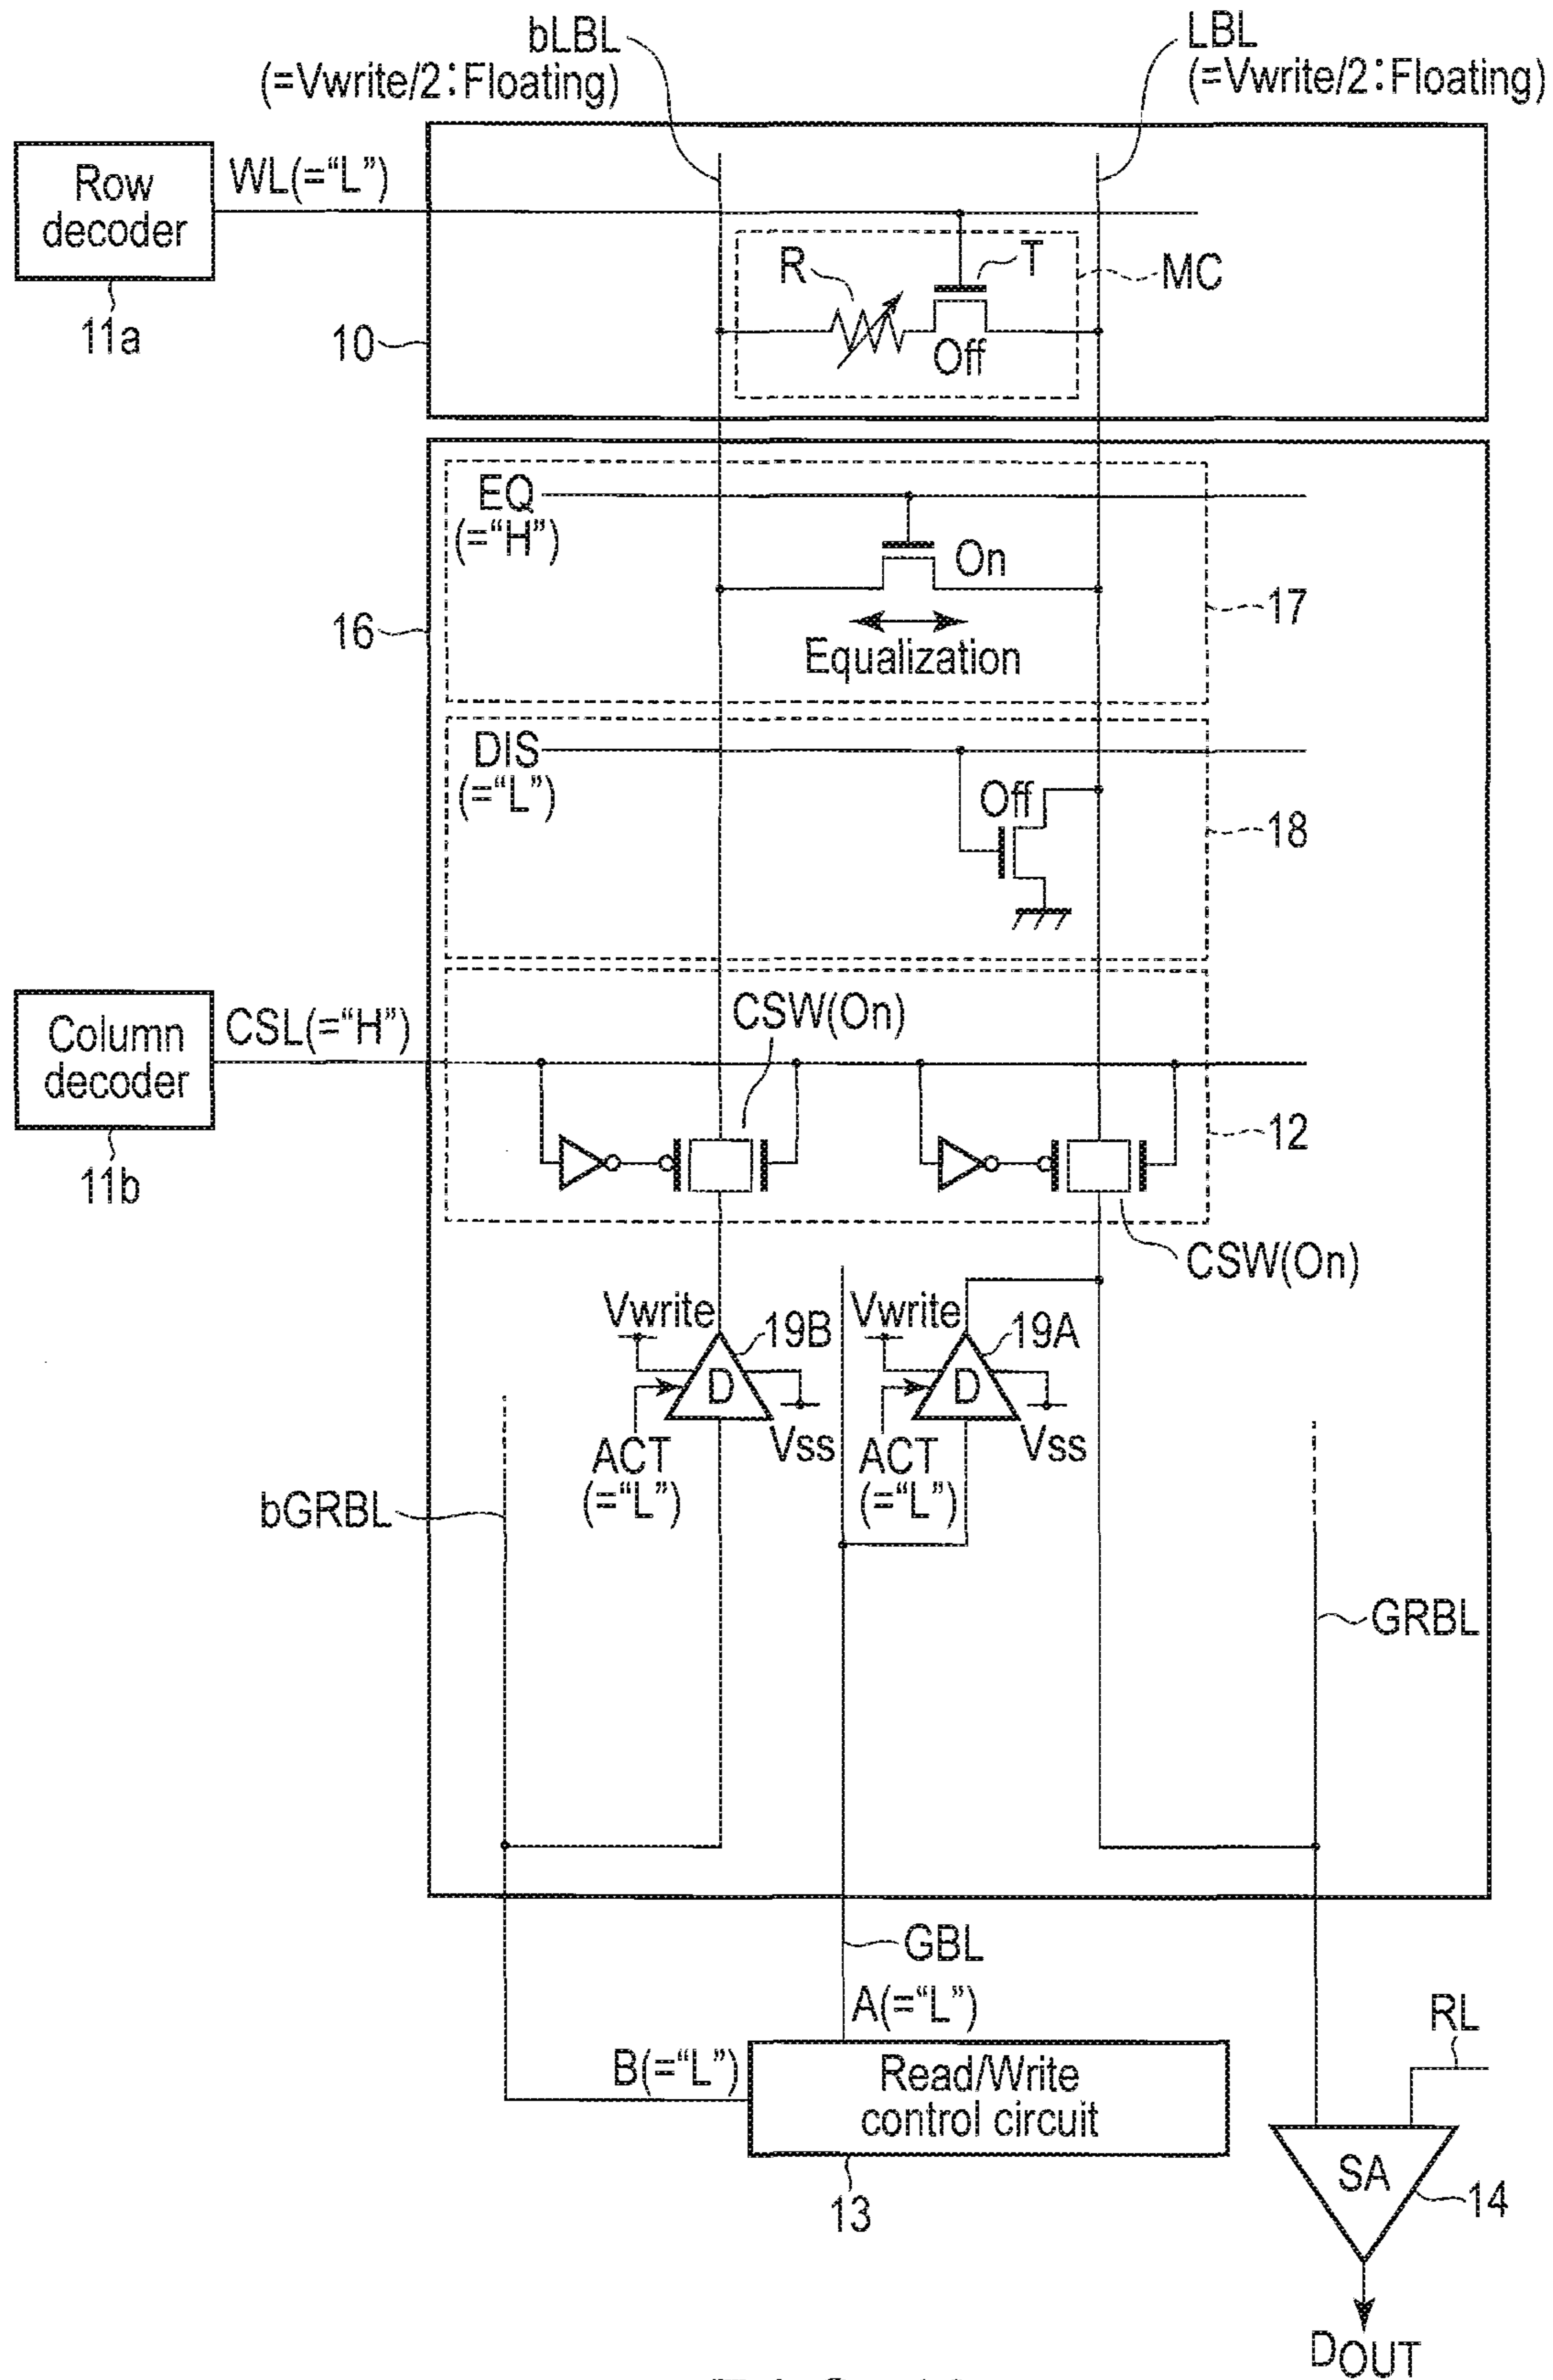 bLBL
(=Vwrite/2:Floating)
LBL
(=Vwrite/2:Floating)
Row
decoder
WL(="L")
11a
10
R
T
MC
Off
EQ
(="H")
On
Equalization
16
17
DIS
(="L")
Off
18
Column
decoder
CSL(="H")
11b
CSW(On)
12
CSW(On)
Vwrite
19B
D
Vss
ACT
(="L")
Vwrite
19A
D
Vss
ACT
(="L")
bGRBL
GRBL
GBL
A(="L")
B(="L")
Read/Write
control circuit
13
RL
SA
14
DOUT